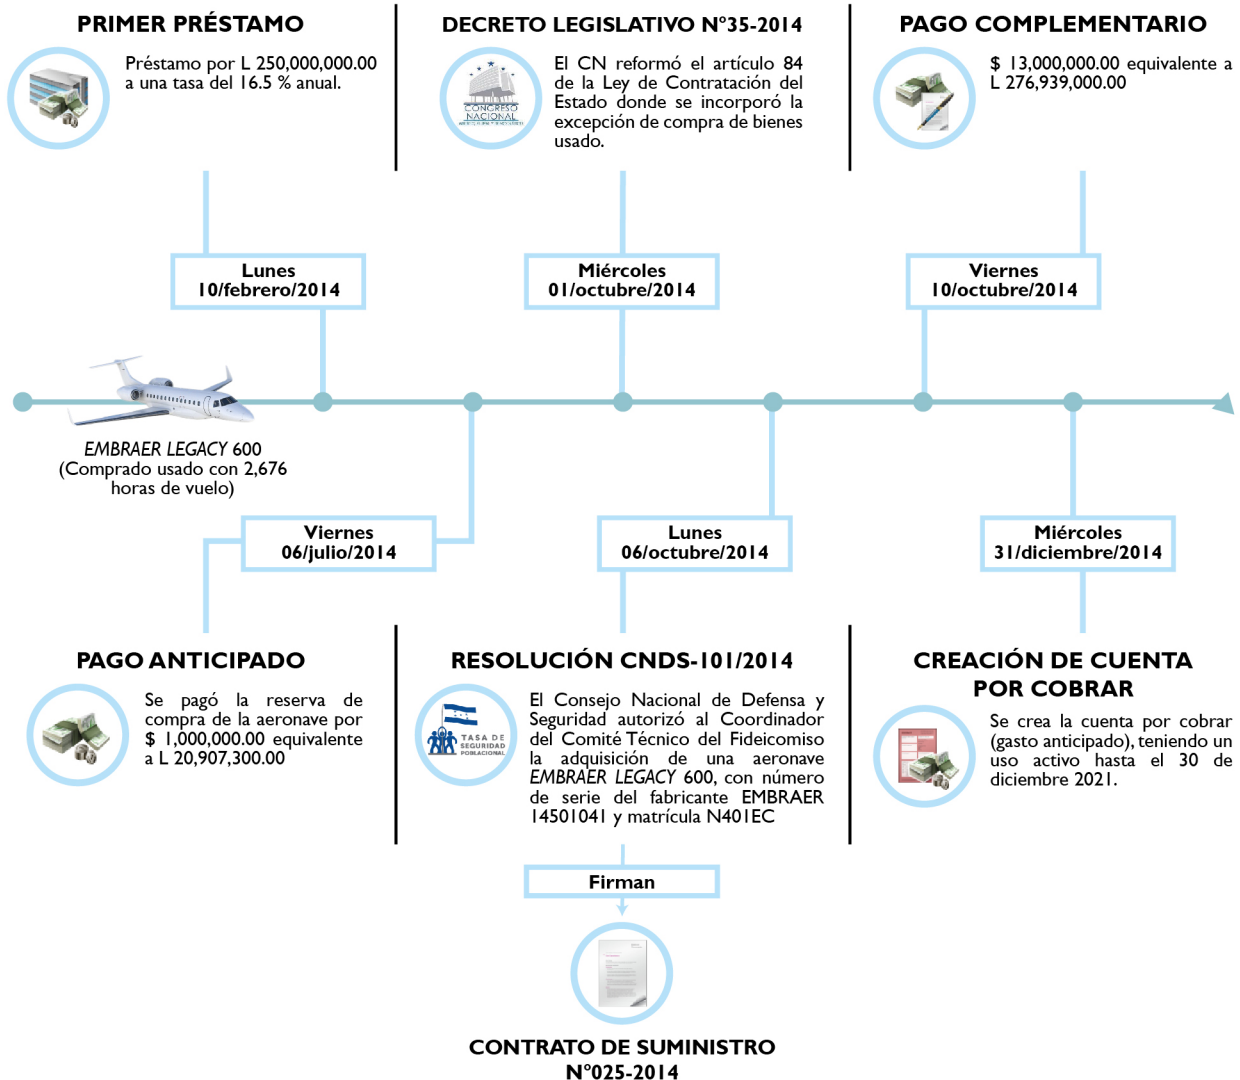 PRIMER PRÉSTAMO
Préstamo por L 250,000,000.00
a una tasa del 16.5 % anual.
DECRETO LEGISLATIVO N°35-2014
CONGRESO
NACIONAL
El CN reformó el artículo 84
de la Ley de Contratación del
Estado donde se incorporó la
excepción de compra de bienes
usado.
PAGO COMPLEMENTARIO
$ 13,000,000.00 equivalente a
L 276,939,000.00
Lunes
10/febrero/2014
Miércoles
01/octubre/2014
Viernes
10/octubre/2014
EMBRAER LEGACY 600
(Comprado usado con 2,676
horas de vuelo)
Viernes
06/julio/2014
Lunes
06/octubre/2014
Miércoles
31/diciembre/2014
PAGO ANTICIPADO
Se pagó la reserva de
compra de la aeronave por
$ 1,000,000.00 equivalente
a L 20,907,300.00
RESOLUCIÓN CNDS-101/2014
TASA DE
SEGURIDAD
POBLACIONAL
El Consejo Nacional de Defensa y
Seguridad autorizó al Coordinador
del Comité Técnico del Fideicomiso
la adquisición de una aeronave
EMBRAER LEGACY 600, con número
de serie del fabricante EMBRAER
14501041 y matrícula N401EC
CREACIÓN DE CUENTA
POR COBRAR
Se crea la cuenta por cobrar
(gasto anticipado), teniendo un
uso activo hasta el 30 de
diciembre 2021.
Firman
CONTRATO DE SUMINISTRO
N°025-2014